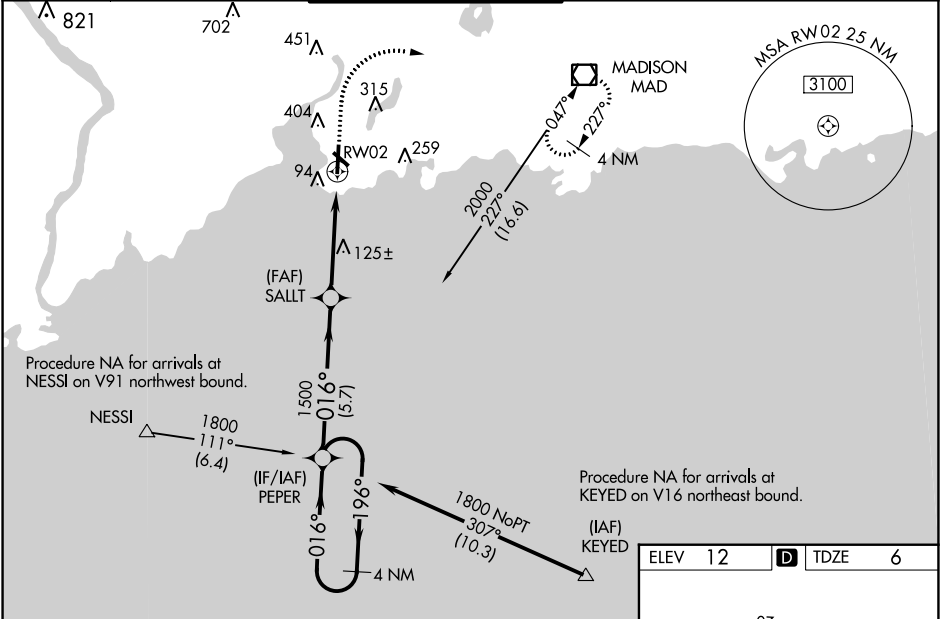 821
702
451
315
404
RW02
259
94
MADISON
MAD
047°
227°
4 NM
MSA RW02 25 NM
3100
2000
227°
(16.6)
125±
(FAF)
SALLT
Procedure NA for arrivals at
NESSI on V91 northwest bound.
1500
016°
(5.7)
NESSI
1800
111°
(6.4)
(IF/IAF)
PEPER
016°
196°
4 NM
Procedure NA for arrivals at
KEYED on V16 northeast bound.
1800 NoPT
307°
(10.3)
(IAF)
KEYED
ELEV 12 D TDZE 6